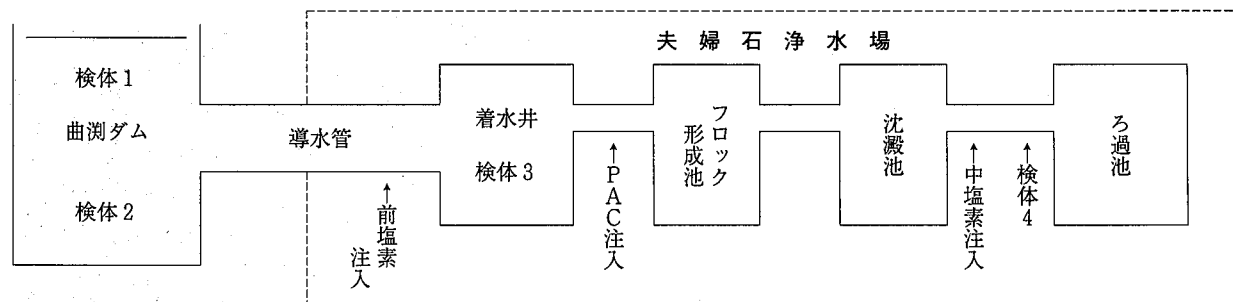 夫婦石浄水場
検体1
曲渕ダム
検体2
導水管
←前塩素
注入
着水井
検体3
←PAC注入
フロック
形成池
沈澱池
←中塩素注入
←検体4
ろ過池